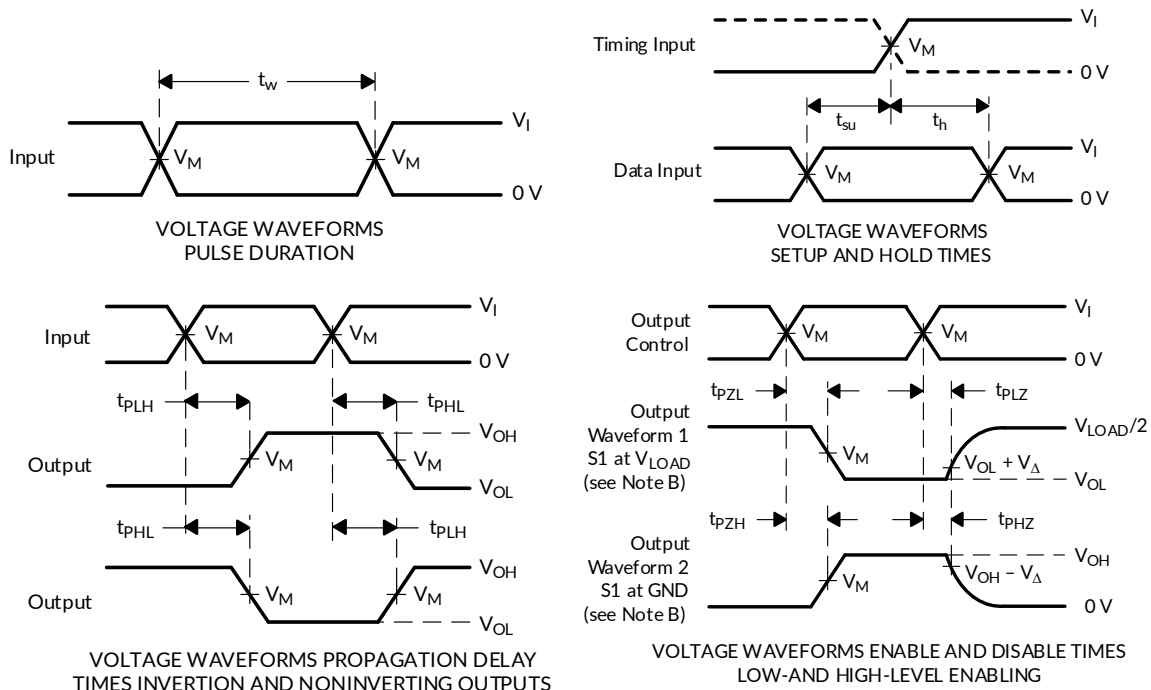 t_w
V_I
Input
V_M
V_M
0 V
VOLTAGE WAVEFORMS
PULSE DURATION
V_I
Timing Input
V_M
0 V
t_su
t_h
V_I
Data Input
V_M
V_M
0 V
VOLTAGE WAVEFORMS
SETUP AND HOLD TIMES
V_I
Input
V_M
V_M
0 V
t_PLH
t_PHL
V_OH
Output
V_M
V_M
V_OL
t_PHL
t_PLH
V_OH
Output
V_M
V_M
V_OL
VOLTAGE WAVEFORMS PROPAGATION DELAY
TIMES INVERTION AND NONINVERTING OUTPUTS
V_I
Output
Control
V_M
V_M
0 V
t_PZL
t_PLZ
Output
Waveform 1
S1 at V_LOAD
(see Note B)
V_LOAD/2
V_M
V_OL + V_Δ
V_OL
t_PZH
t_PHZ
Output
Waveform 2
S1 at GND
(see Note B)
V_OH
V_M
V_OH – V_Δ
0 V
VOLTAGE WAVEFORMS ENABLE AND DISABLE TIMES
LOW-AND HIGH-LEVEL ENABLING